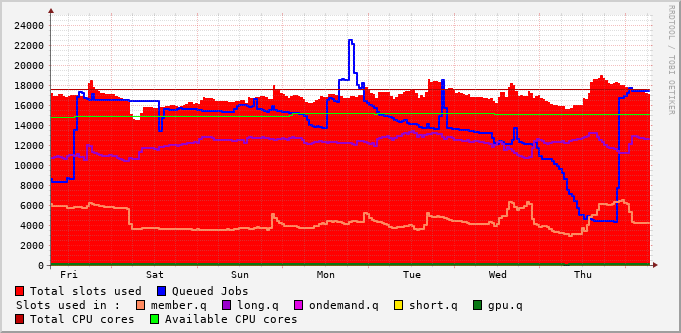 24000
22000
20000
18000
16000
14000
12000
10000
8000
6000
4000
2000
0
Fri Sat Sun Mon Tue Wed Thu
Total slots used Queued Jobs
Slots used in : member.q long.q ondemand.q short.q gpu.q
Total CPU cores Available CPU cores
RRDTOOL / TOBI OETIKER